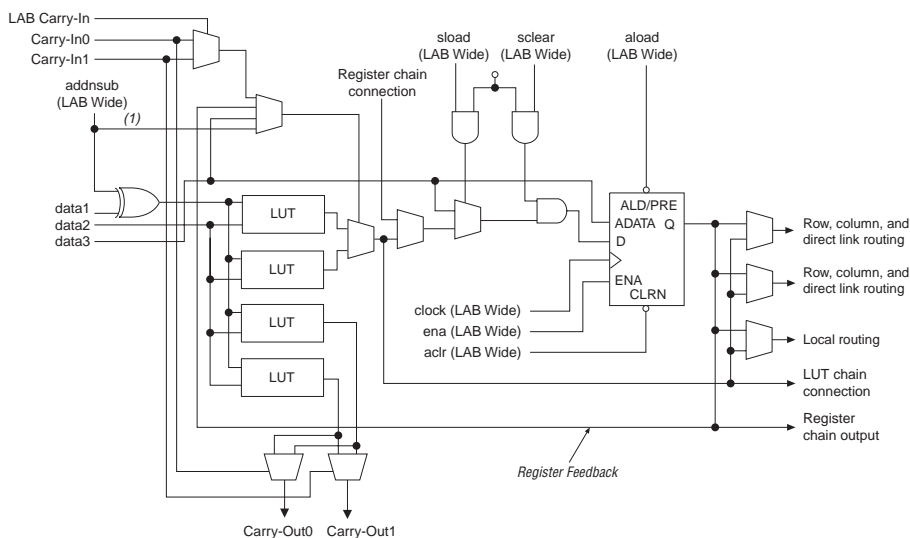 LAB Carry-In
Carry-In0
Carry-In1
addnsub
(LAB Wide)
(1)
data1
data2
data3
Register chain
connection
sload
(LAB Wide)
sclear
(LAB Wide)
aload
(LAB Wide)
LUT
LUT
LUT
LUT
ALD/PRE
ADATA Q
D
ENA
CLRN
clock (LAB Wide)
ena (LAB Wide)
aclr (LAB Wide)
Row, column, and
direct link routing
Row, column, and
direct link routing
Local routing
LUT chain
connection
Register
chain output
Register Feedback
Carry-Out0
Carry-Out1